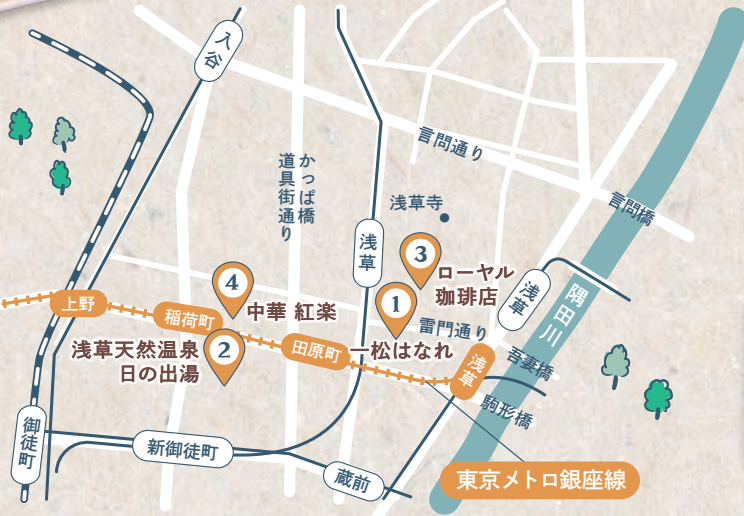 入谷
言問通り
かっぱ橋
道具街通り
浅草寺
言問橋
浅草
3
ローヤル
珈琲店
浅草
隅田川
4
中華 紅楽
1
一松はなれ
雷門通り
上野
稲荷町
2
浅草天然温泉
日の出湯
田原町
浅草
吾妻橋
駒形橋
御徒町
新御徒町
蔵前
東京メトロ銀座線